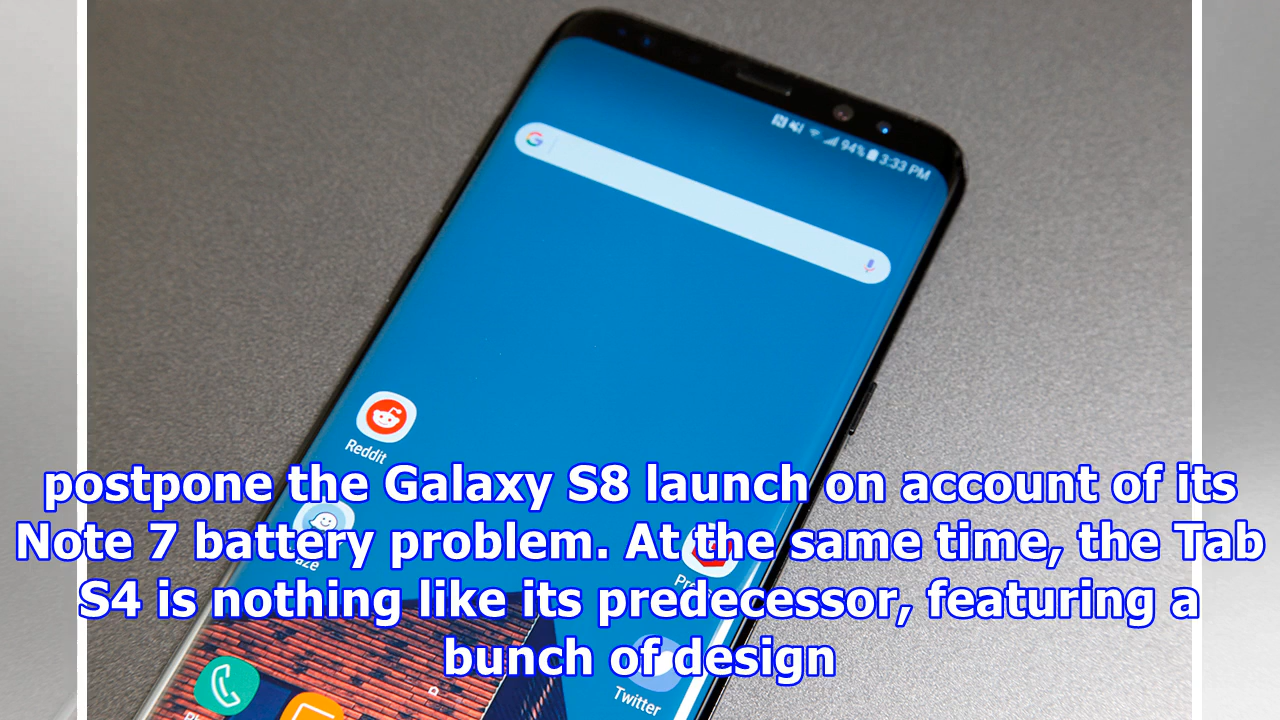 94% 3:33 PM
Reddit
postpone the Galaxy S8 launch on account of its
Note 7 battery problem. At the same time, the Tab
S4 is nothing like its predecessor, featuring a
bunch of design
Twitter